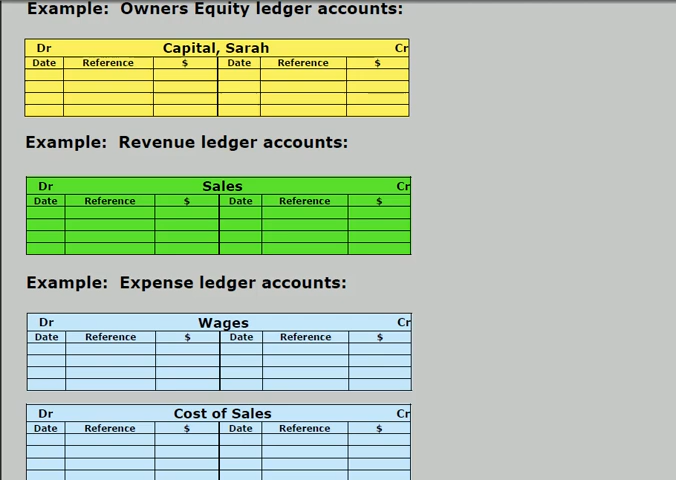 Example: Owners Equity ledger accounts:
Dr Capital, Sarah Cr
Date Reference $ Date Reference $
Example: Revenue ledger accounts:
Dr Sales Cr
Date Reference $ Date Reference $
Example: Expense ledger accounts:
Dr Wages Cr
Date Reference $ Date Reference $
Dr Cost of Sales Cr
Date Reference $ Date Reference $